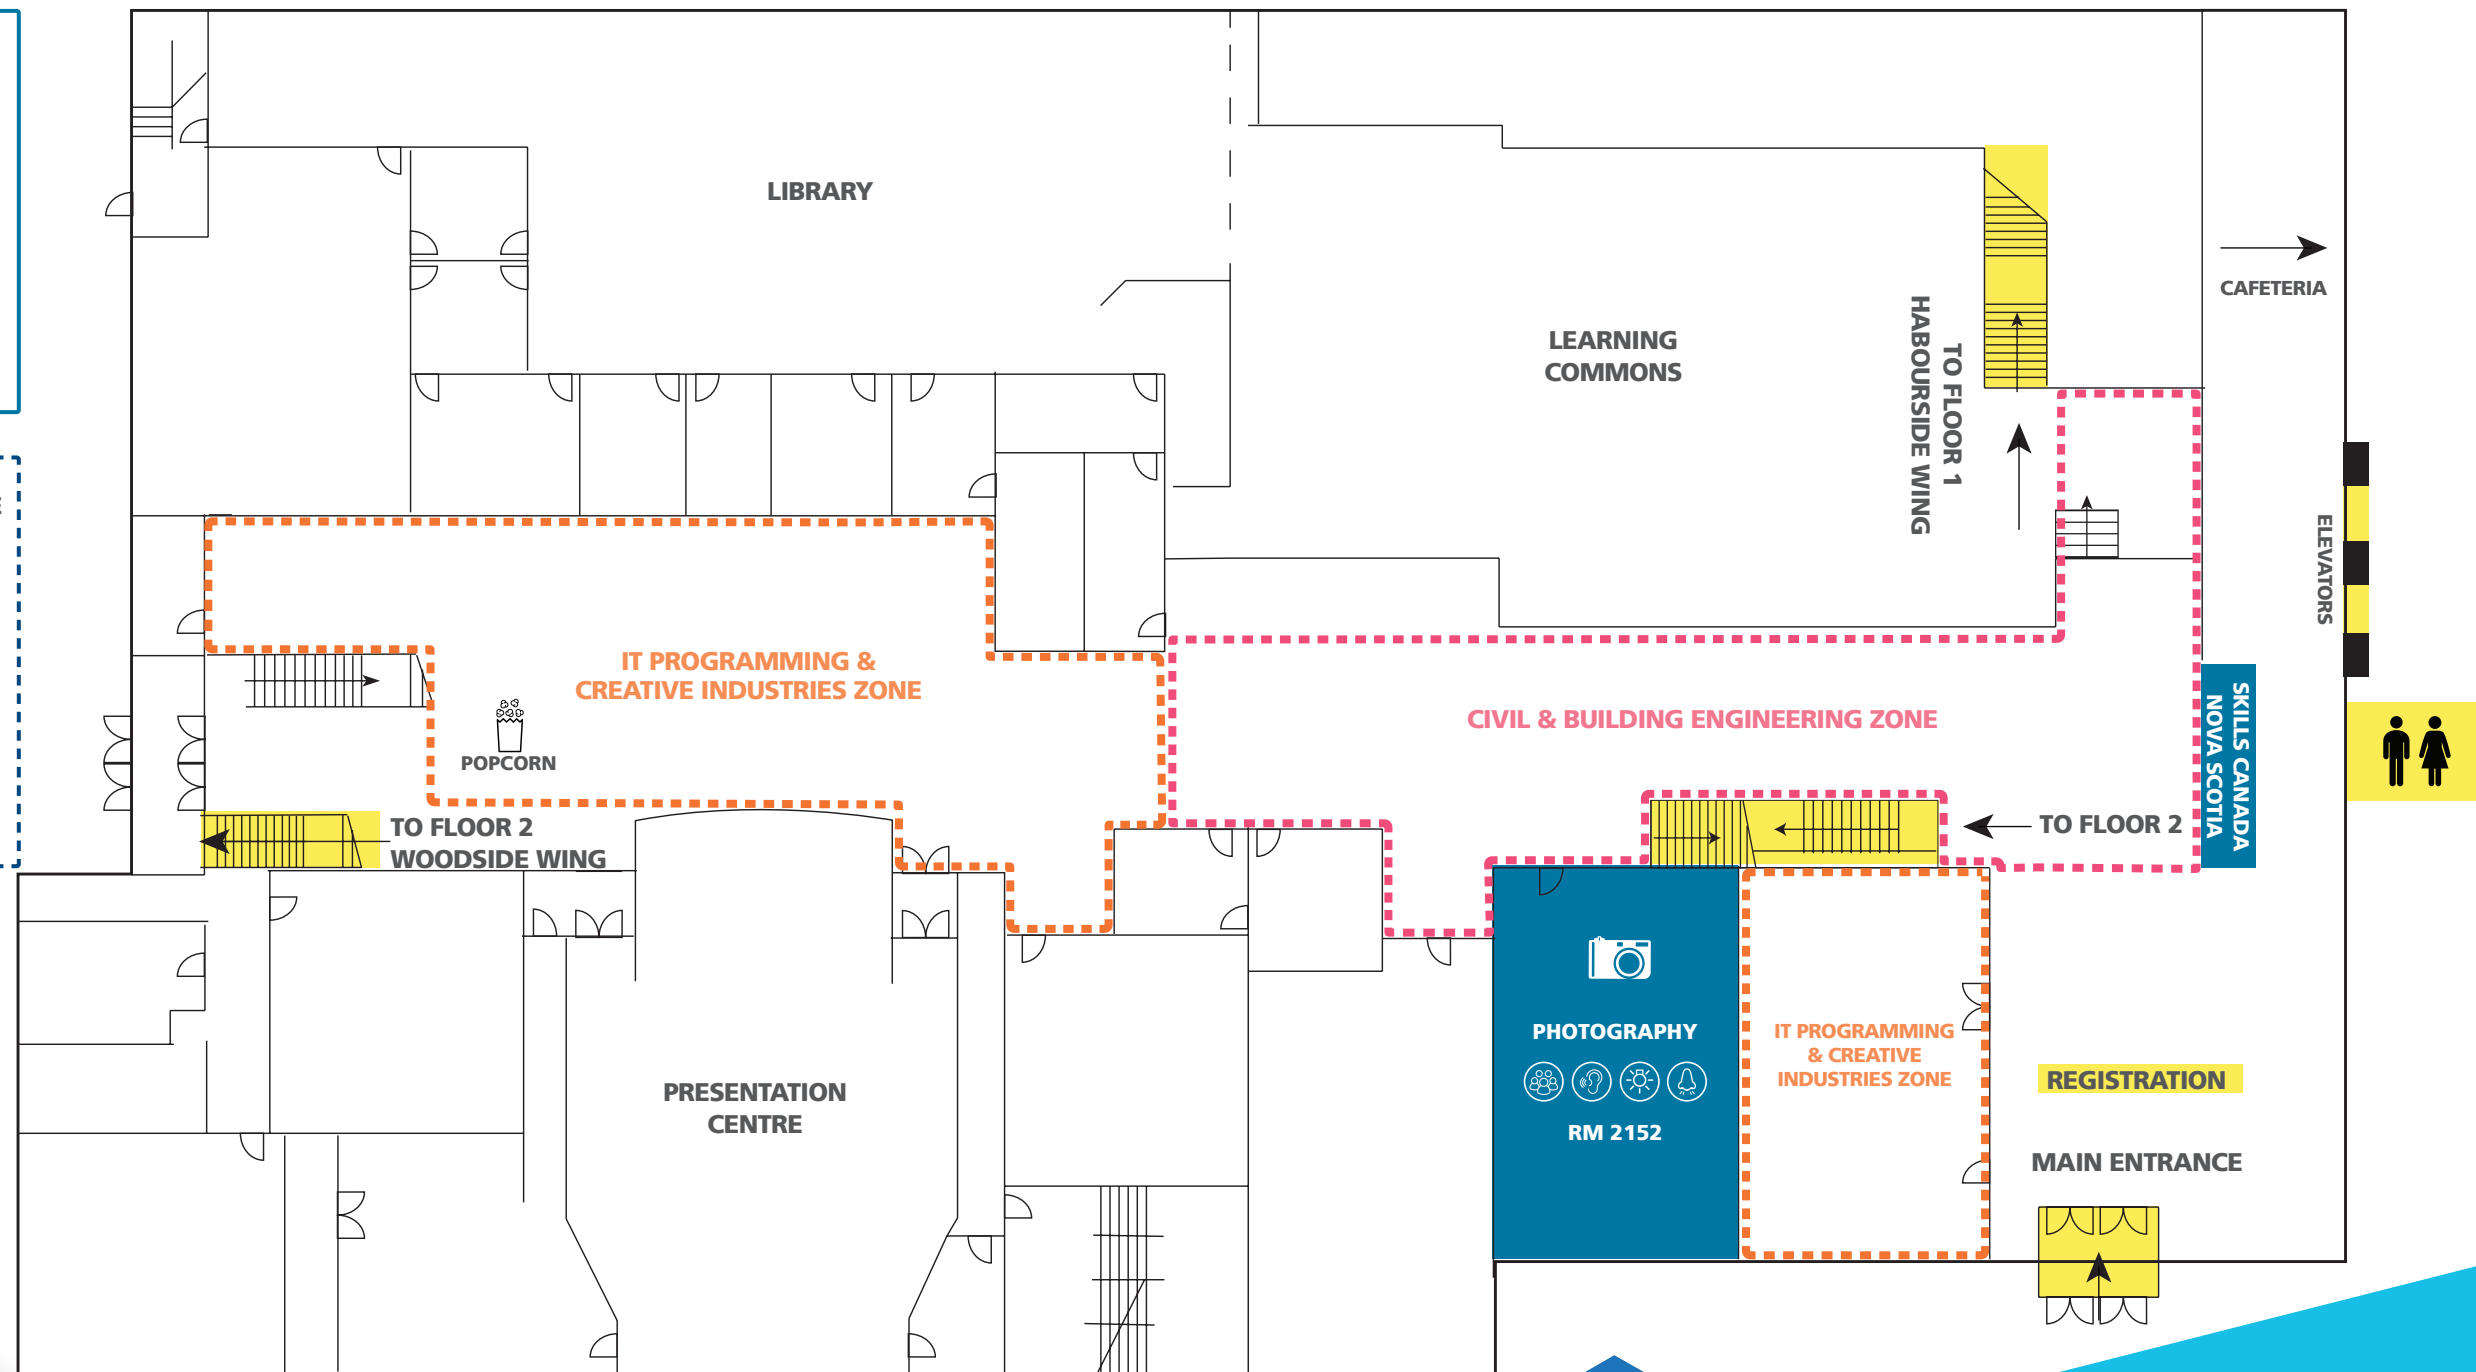 LIBRARY
LEARNING
COMMONS
TO FLOOR 1
HABOURSIDE WING
CAFETERIA
ELEVATORS
IT PROGRAMMING &
CREATIVE INDUSTRIES ZONE
POPCORN
CIVIL & BUILDING ENGINEERING ZONE
SKILLS CANADA
NOVA SCOTIA
TO FLOOR 2
WOODSIDE WING
TO FLOOR 2
PHOTOGRAPHY
RM 2152
IT PROGRAMMING
& CREATIVE
INDUSTRIES ZONE
PRESENTATION
CENTRE
REGISTRATION
MAIN ENTRANCE